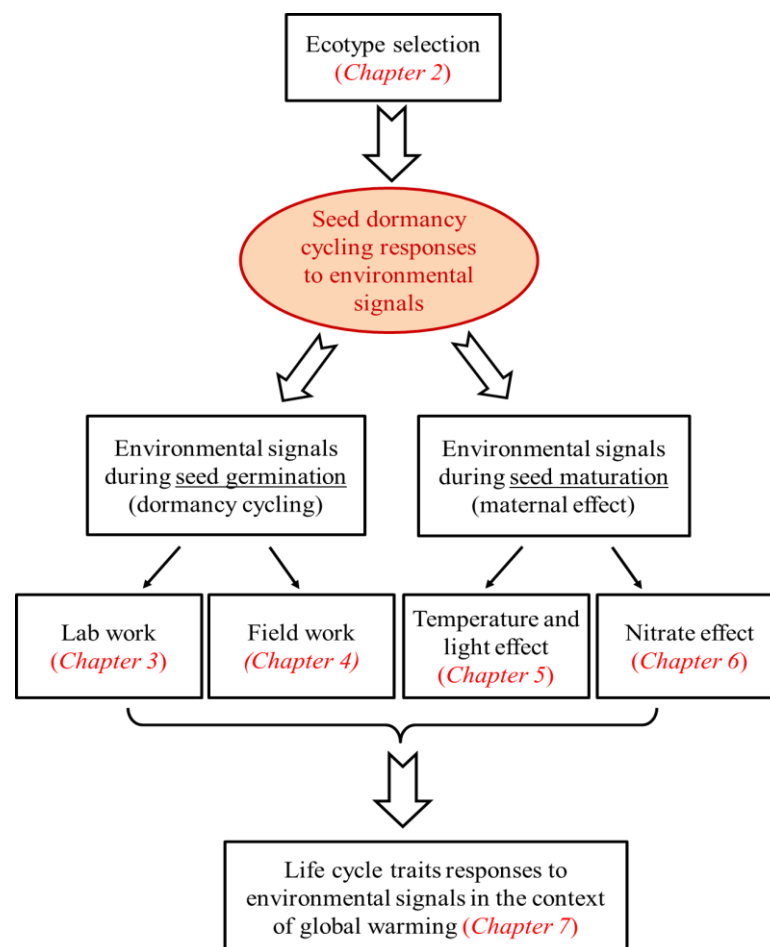 Ecotype selection
(Chapter 2)
Seed dormancy
cycling responses
to environmental
signals
Environmental signals
during seed germination
(dormancy cycling)
Environmental signals
during seed maturation
(maternal effect)
Lab work
(Chapter 3)
Field work
(Chapter 4)
Temperature and
light effect
(Chapter 5)
Nitrate effect
(Chapter 6)
Life cycle traits responses to
environmental signals in the context
of global warming (Chapter 7)